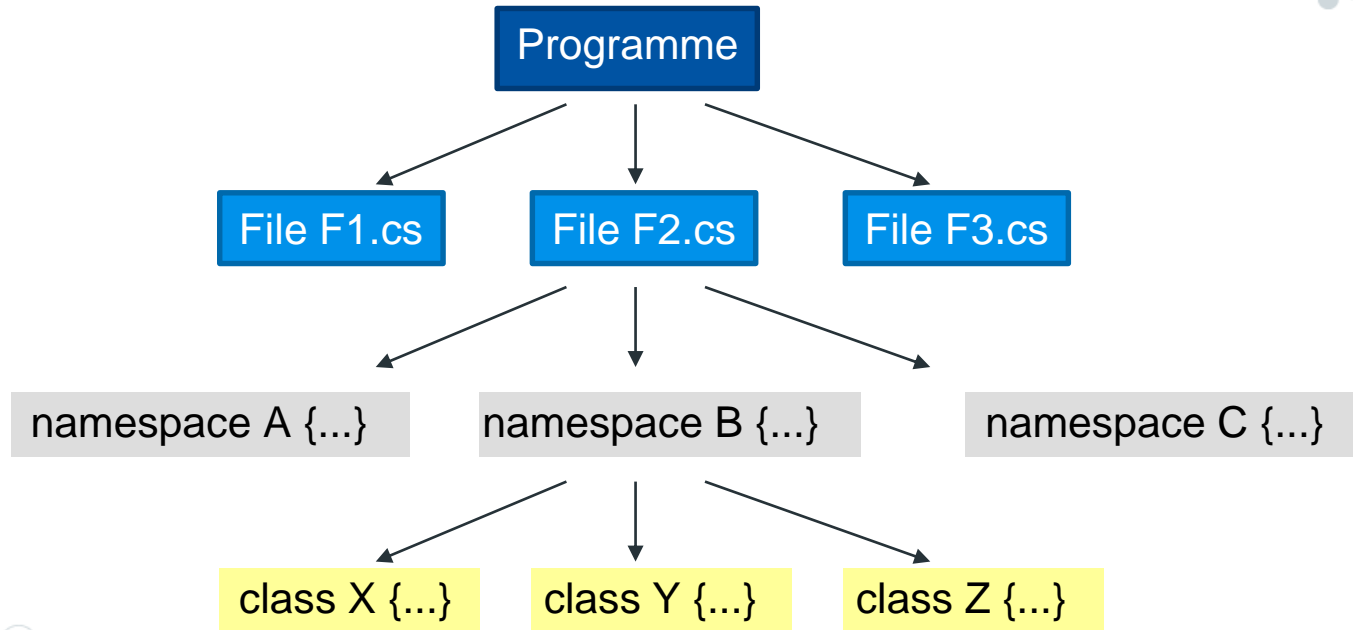 Programme
File F1.cs
File F2.cs
File F3.cs
namespace A {...}
namespace B {...}
namespace C {...}
class X {...}
class Y {...}
class Z {...}